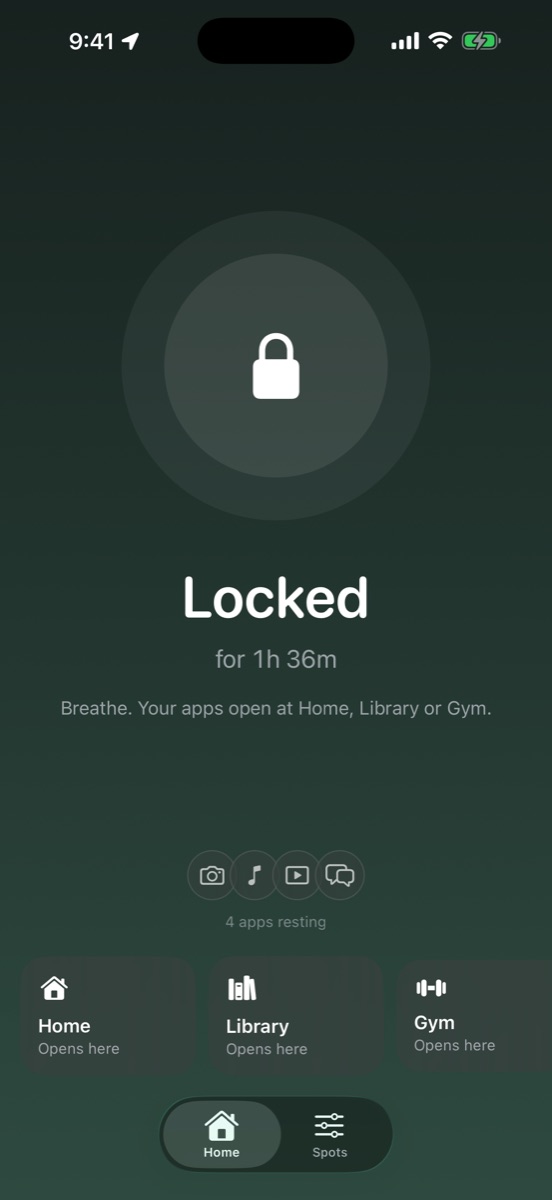 9:41
Locked
for 1h 36m
Breathe. Your apps open at Home, Library or Gym.
4 apps resting
Home
Opens here
Library
Opens here
Gym
Opens here
Home
Spots